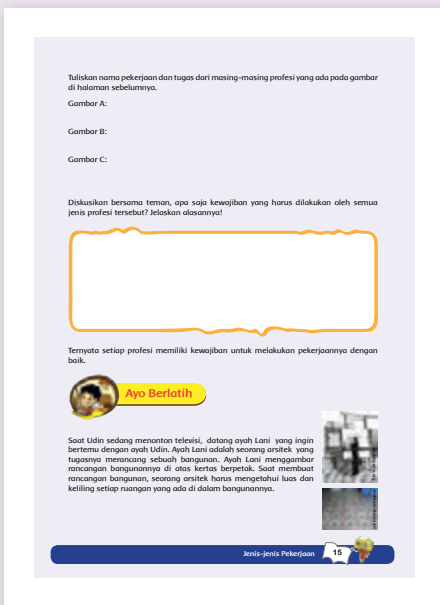 Tuliskan nama pekerjaan dan tugas dari masing-masing profesi yang ada pada gambar
di halaman sebelumnya.
Gambar A:
Gambar B:
Gambar C:
Diskusikan bersama teman, apa saja kewajiban yang harus dilakukan oleh semua
jenis profesi tersebut? Jelaskan alasannya!
Ternyata setiap profesi memiliki kewajiban untuk melakukan pekerjaannya dengan
baik.
Ayo Berlatih
Saat Udin sedang menonton televisi, datang ayah Lani yang ingin
bertemu dengan ayah Udin. Ayah Lani adalah seorang arsitek yang
tugasnya merancang sebuah bangunan. Ayah Lani menggambar
rancangan bangunannya di atas kertas berpetak. Saat membuat
rancangan bangunan, seorang arsitek harus mengetahui luas dan
keliling setiap ruangan yang ada di dalam bangunannya.
Jenis-jenis Pekerjaan 15